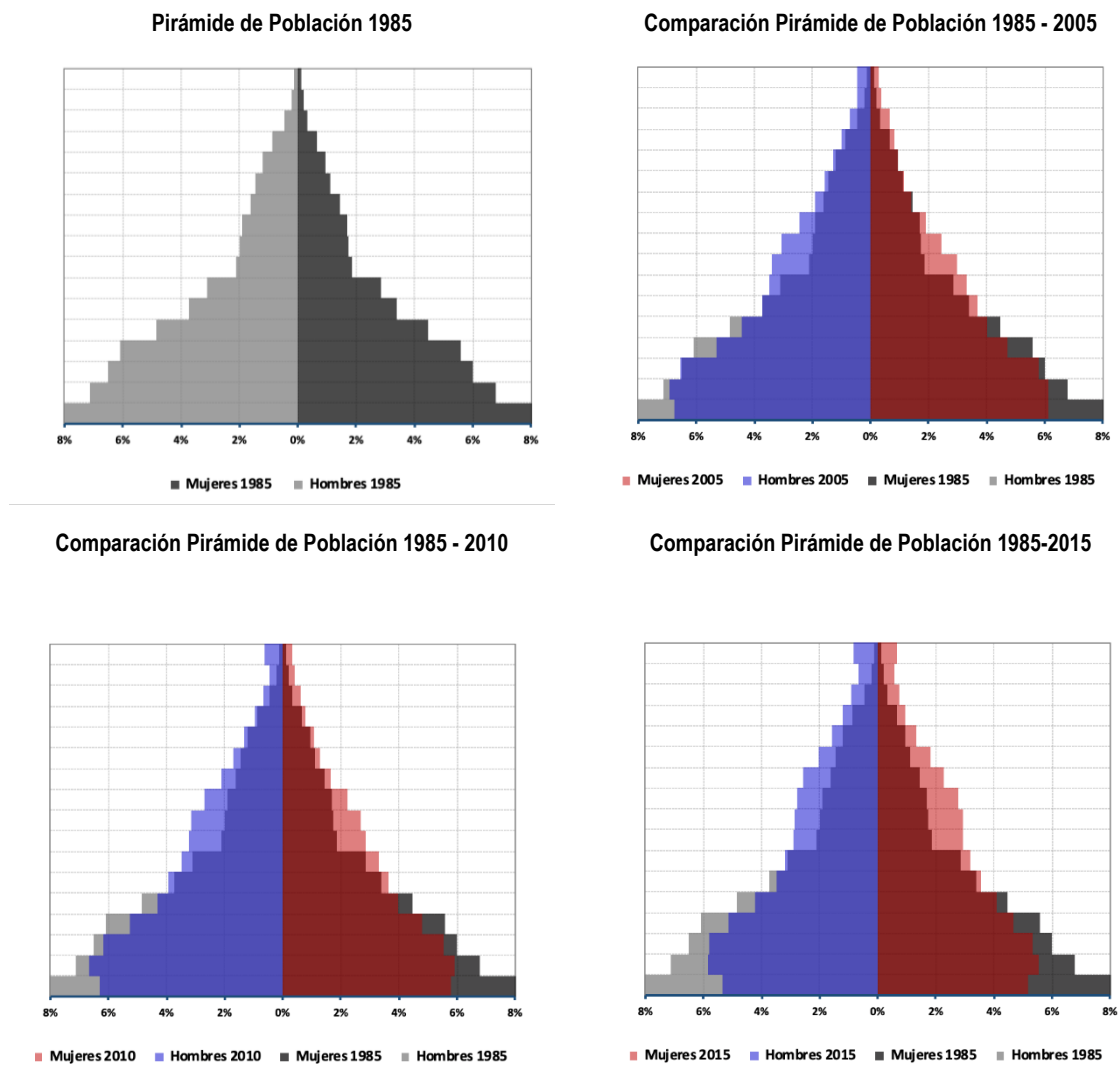 Pirámide de Población 1985
8% 6% 4% 2% 0% 2% 4% 6% 8%
Mujeres 1985 Hombres 1985
Comparación Pirámide de Población 1985 - 2005
8% 6% 4% 2% 0% 2% 4% 6% 8%
Mujeres 2005 Hombres 2005 Mujeres 1985 Hombres 1985
Comparación Pirámide de Población 1985 - 2010
8% 6% 4% 2% 0% 2% 4% 6% 8%
Mujeres 2010 Hombres 2010 Mujeres 1985 Hombres 1985
Comparación Pirámide de Población 1985-2015
8% 6% 4% 2% 0% 2% 4% 6% 8%
Mujeres 2015 Hombres 2015 Mujeres 1985 Hombres 1985